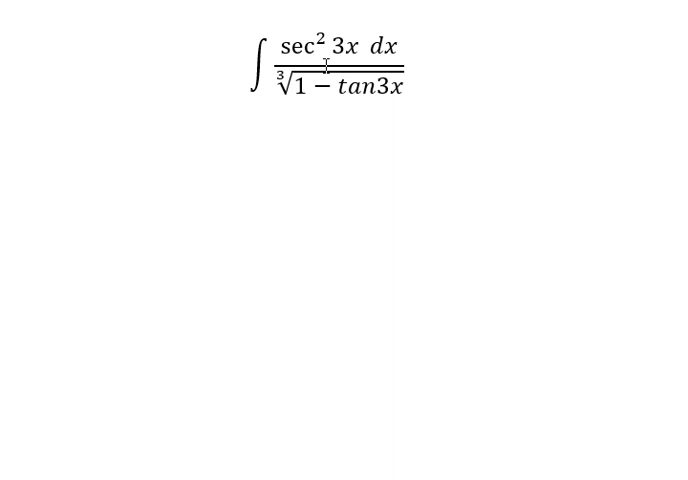 ∫ sec² 3x dx / ∛(1 − tan3x)